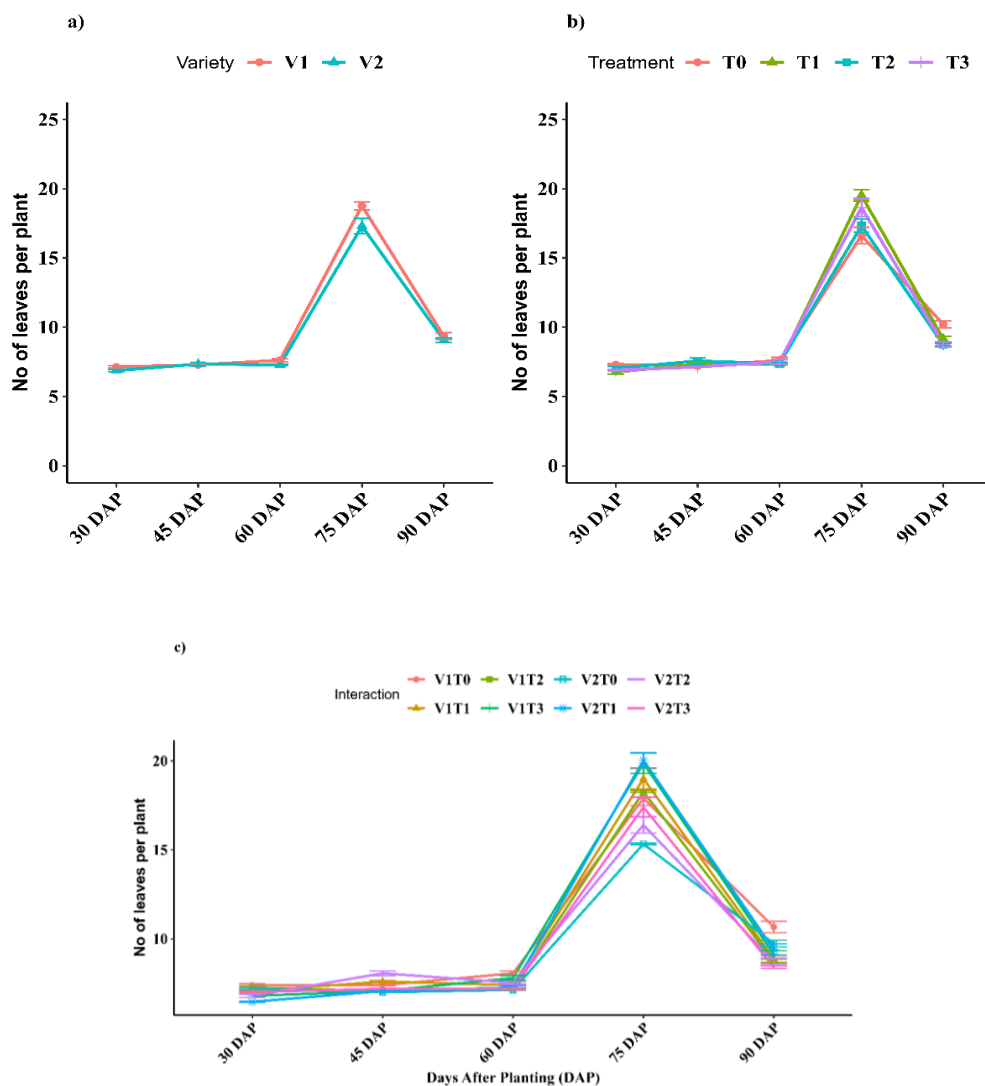 a)
Variety V1 V2
No of leaves per plant
25
20
15
10
5
0
30 DAP
45 DAP
60 DAP
75 DAP
90 DAP
b)
Treatment T0 T1 T2 T3
No of leaves per plant
25
20
15
10
5
0
30 DAP
45 DAP
60 DAP
75 DAP
90 DAP
c)
Interaction
V1T0 V1T2 V2T0 V2T2
V1T1 V1T3 V2T1 V2T3
No of leaves per plant
20
15
10
30 DAP
45 DAP
60 DAP
75 DAP
90 DAP
Days After Planting (DAP)